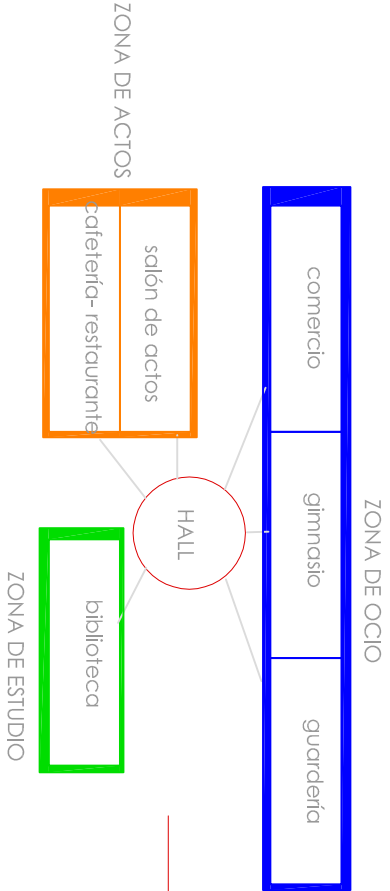 ZONA DE OCIO
comercio
gimnasio
guardería
HALL
ZONA DE ACTOS
salón de actos
cafetería- restaurante
biblioteca
ZONA DE ESTUDIO